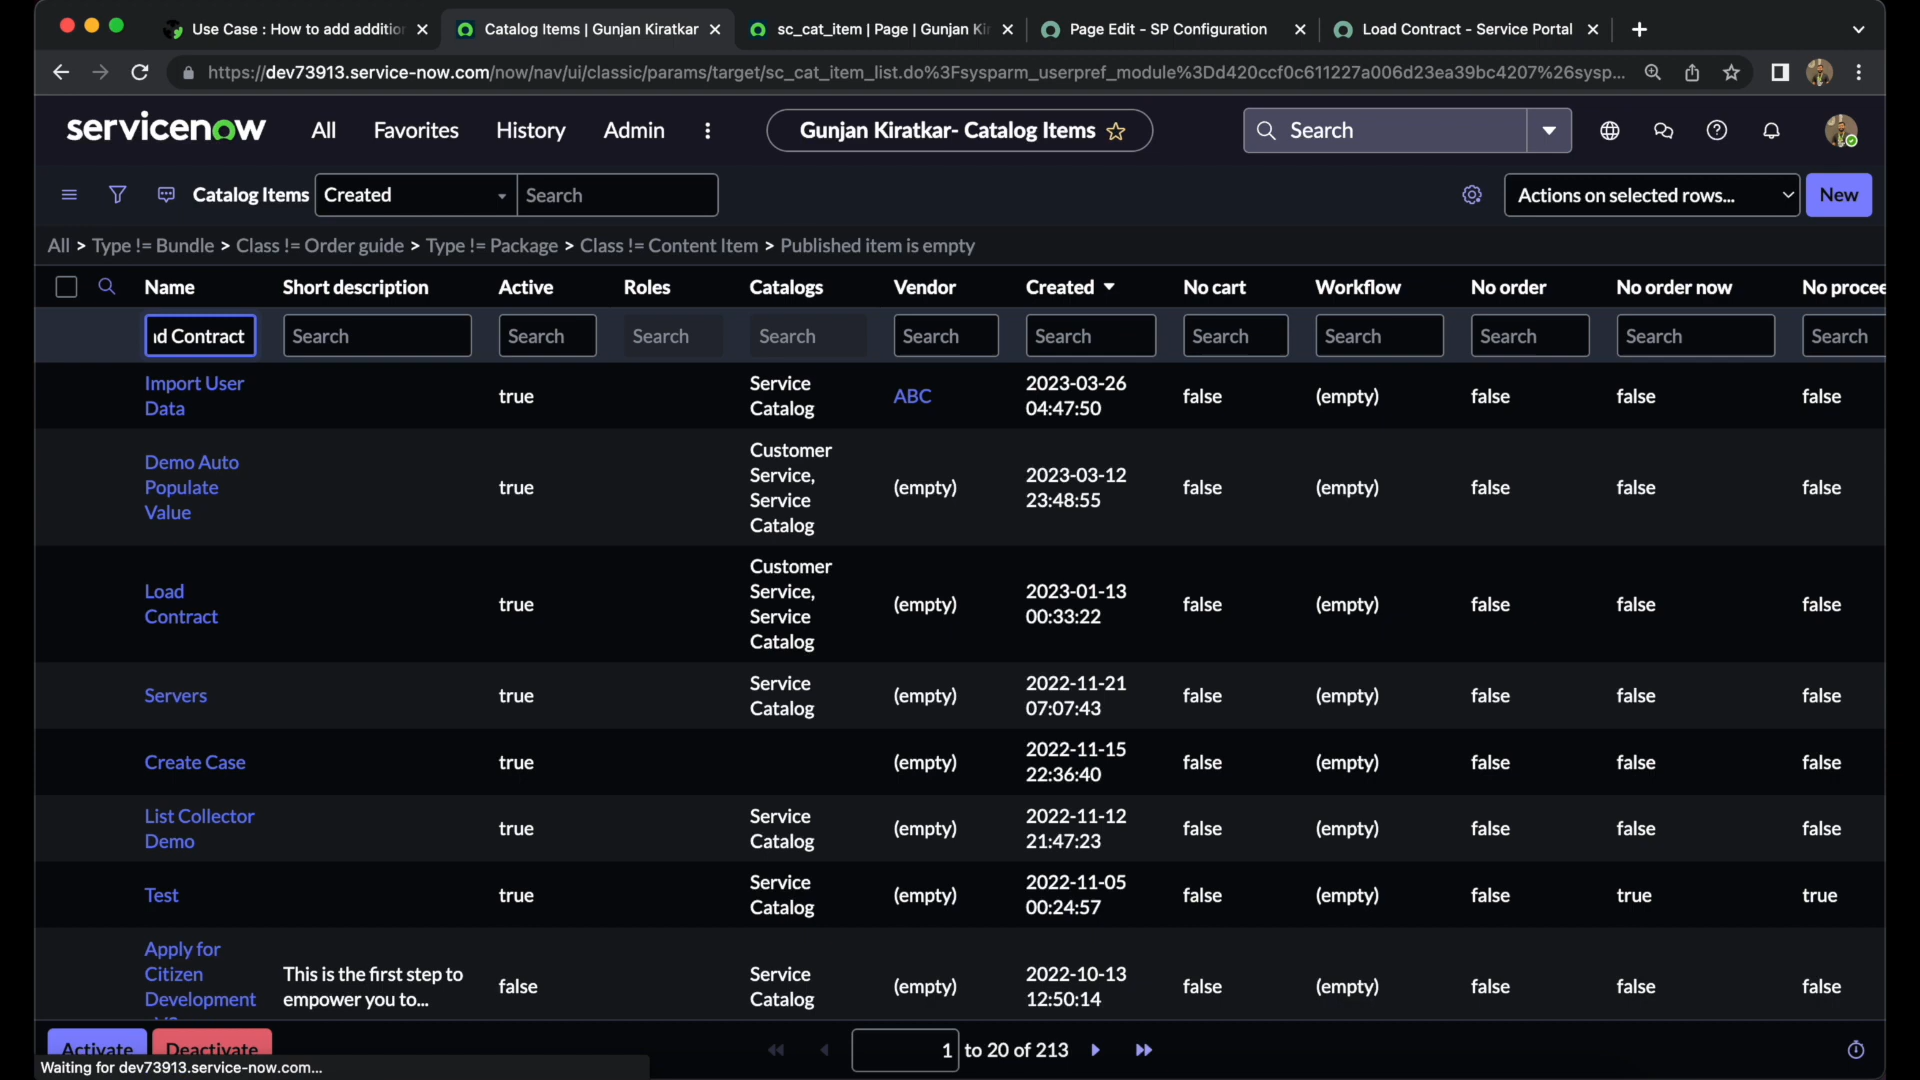 Use Case : How to add additio
Catalog Items | Gunjan Kiratkar
sc_cat_item | Page | Gunjan Ki
Page Edit - SP Configuration
Load Contract - Service Portal
https://dev73913.service-now.com/now/nav/ui/classic/params/target/sc_cat_item_list.do%3Fsysparm_userpref_module%3Dd420ccf0c611227a006d23ea39bc4207%26sysp...
servicenow All Favorites History Admin Gunjan Kiratkar- Catalog Items Search
Catalog Items Created Search Actions on selected rows... New
All > Type != Bundle > Class != Order guide > Type != Package > Class != Content Item > Published item is empty
Name Short description Active Roles Catalogs Vendor Created No cart Workflow No order No order now No procee
d Contract Search Search Search Search Search Search Search Search Search Search Search
Import User Data true Service Catalog ABC 2023-03-26 04:47:50 false (empty) false false false
Demo Auto Populate Value true Customer Service, Service Catalog (empty) 2023-03-12 23:48:55 false (empty) false false false
Load Contract true Customer Service, Service Catalog (empty) 2023-01-13 00:33:22 false (empty) false false false
Servers true Service Catalog (empty) 2022-11-21 07:07:43 false (empty) false false false
Create Case true (empty) 2022-11-15 22:36:40 false (empty) false false false
List Collector Demo true Service Catalog (empty) 2022-11-12 21:47:23 false (empty) false false false
Test true Service Catalog (empty) 2022-11-05 00:24:57 false (empty) false true true
Apply for Citizen Development This is the first step to empower you to... false Service Catalog (empty) 2022-10-13 12:50:14 false (empty) false false false
Activate Deactivate 1 to 20 of 213
Waiting for dev73913.service-now.com...